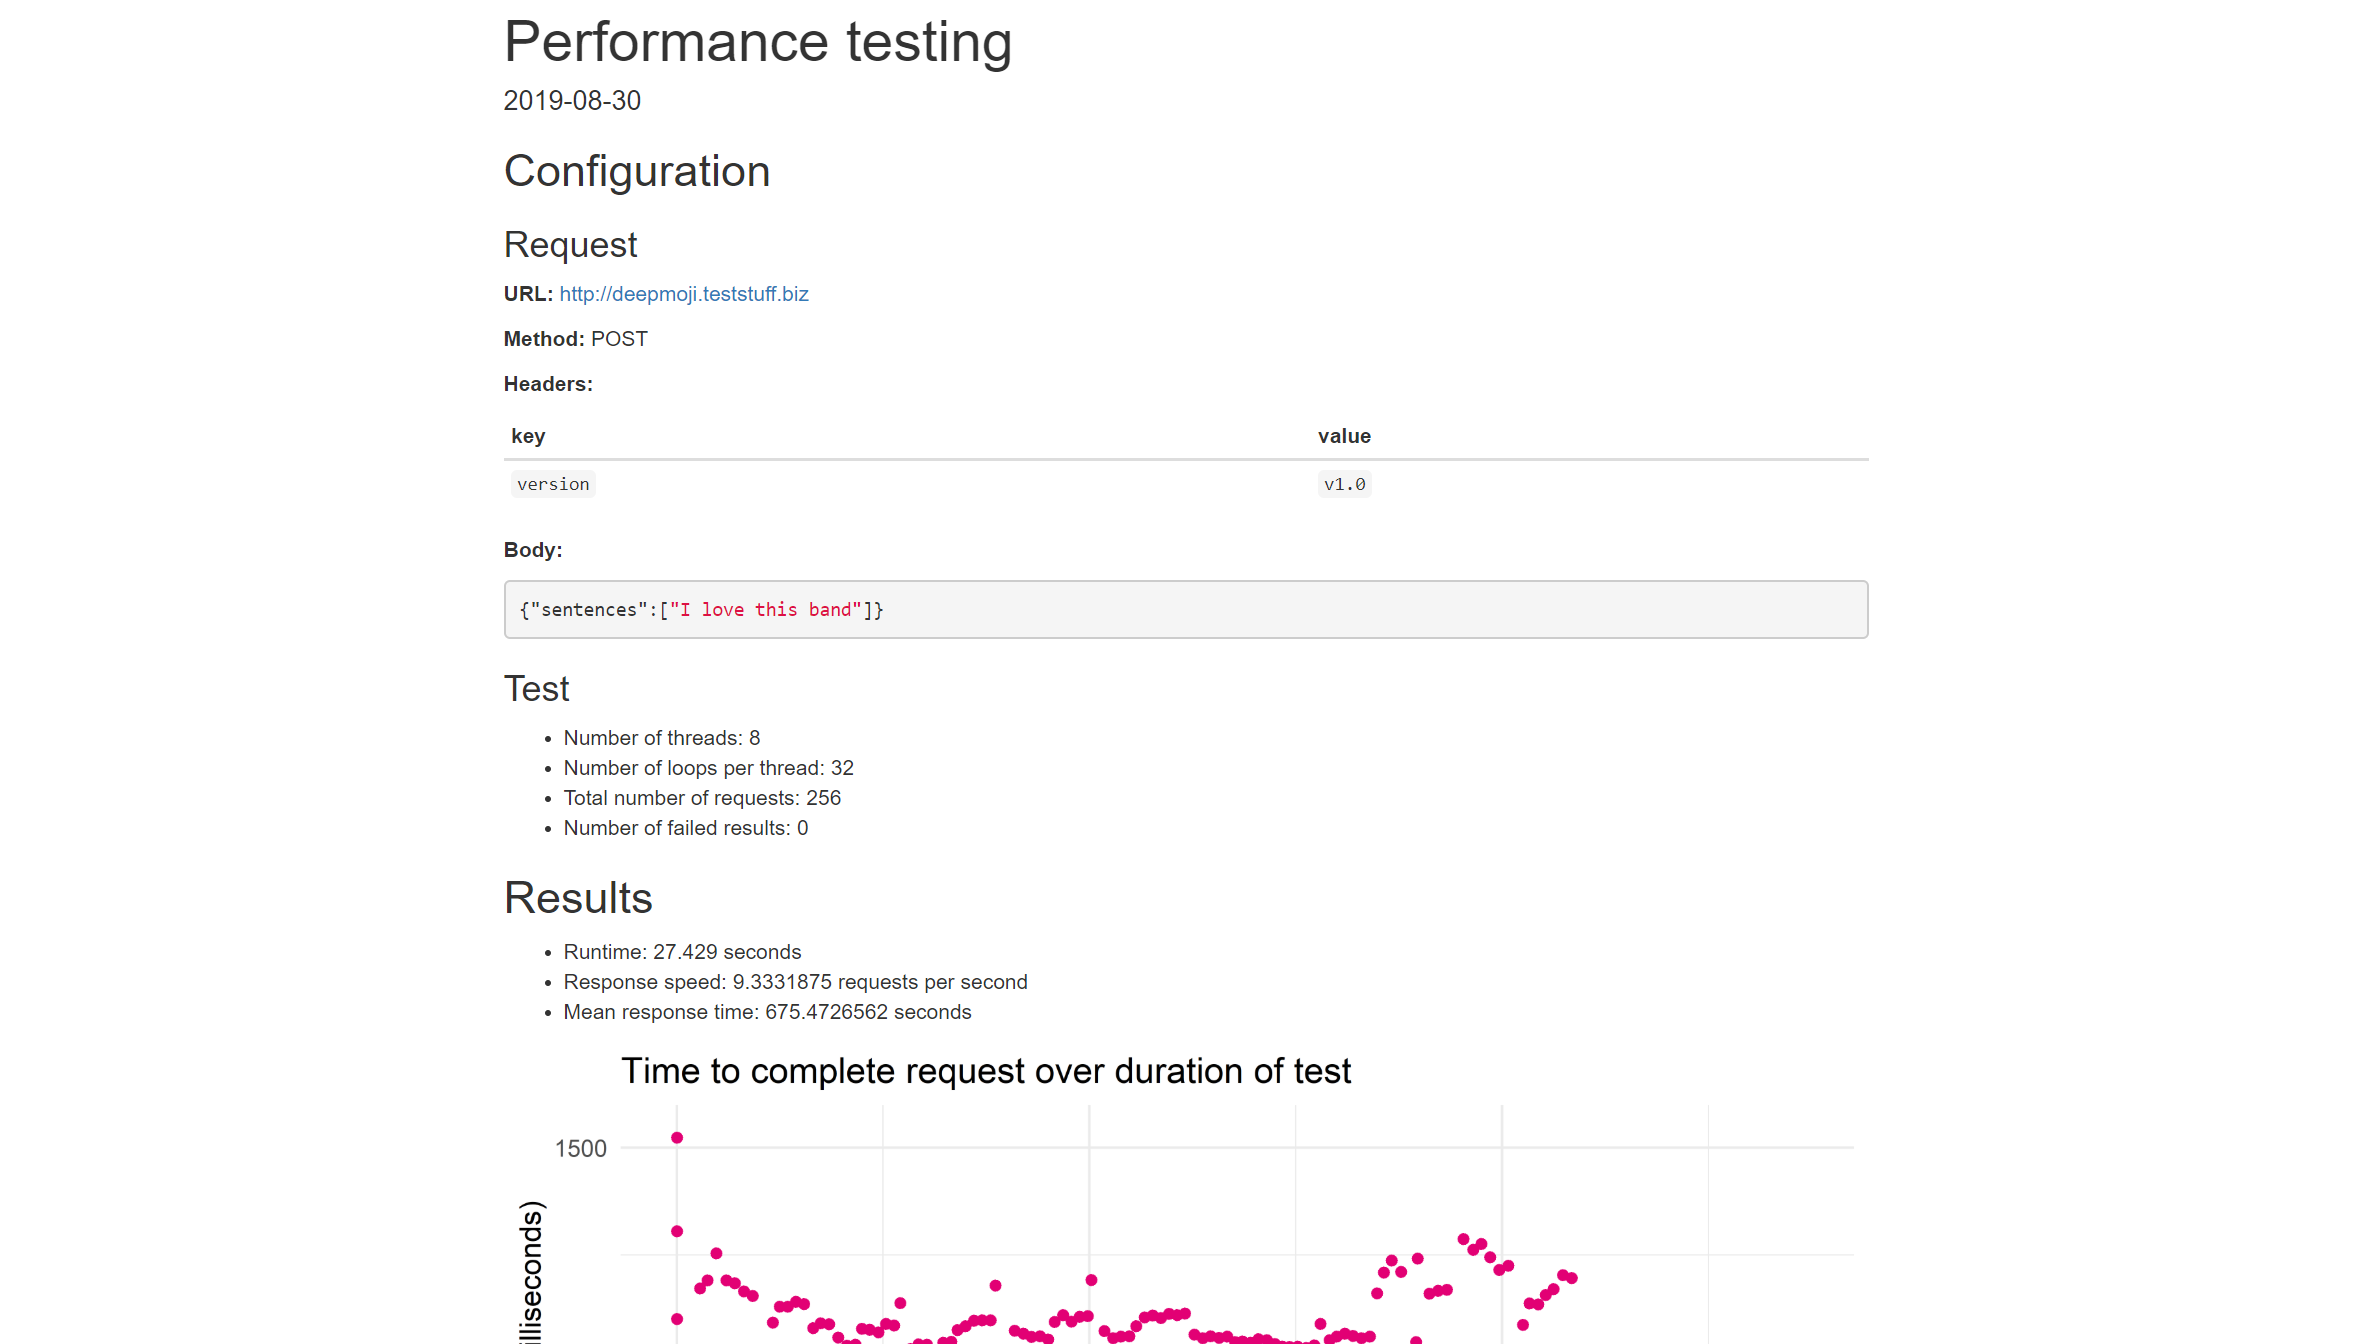 Performance testing
2019-08-30
Configuration
Request
URL: http://deepmoji.teststuff.biz
Method: POST
Headers:
key value
version v1.0
Body:
{"sentences":["I love this band"]}
Test
Number of threads: 8
Number of loops per thread: 32
Total number of requests: 256
Number of failed results: 0
Results
Runtime: 27.429 seconds
Response speed: 9.3331875 requests per second
Mean response time: 675.4726562 seconds
Time to complete request over duration of test
1500
illiseconds)